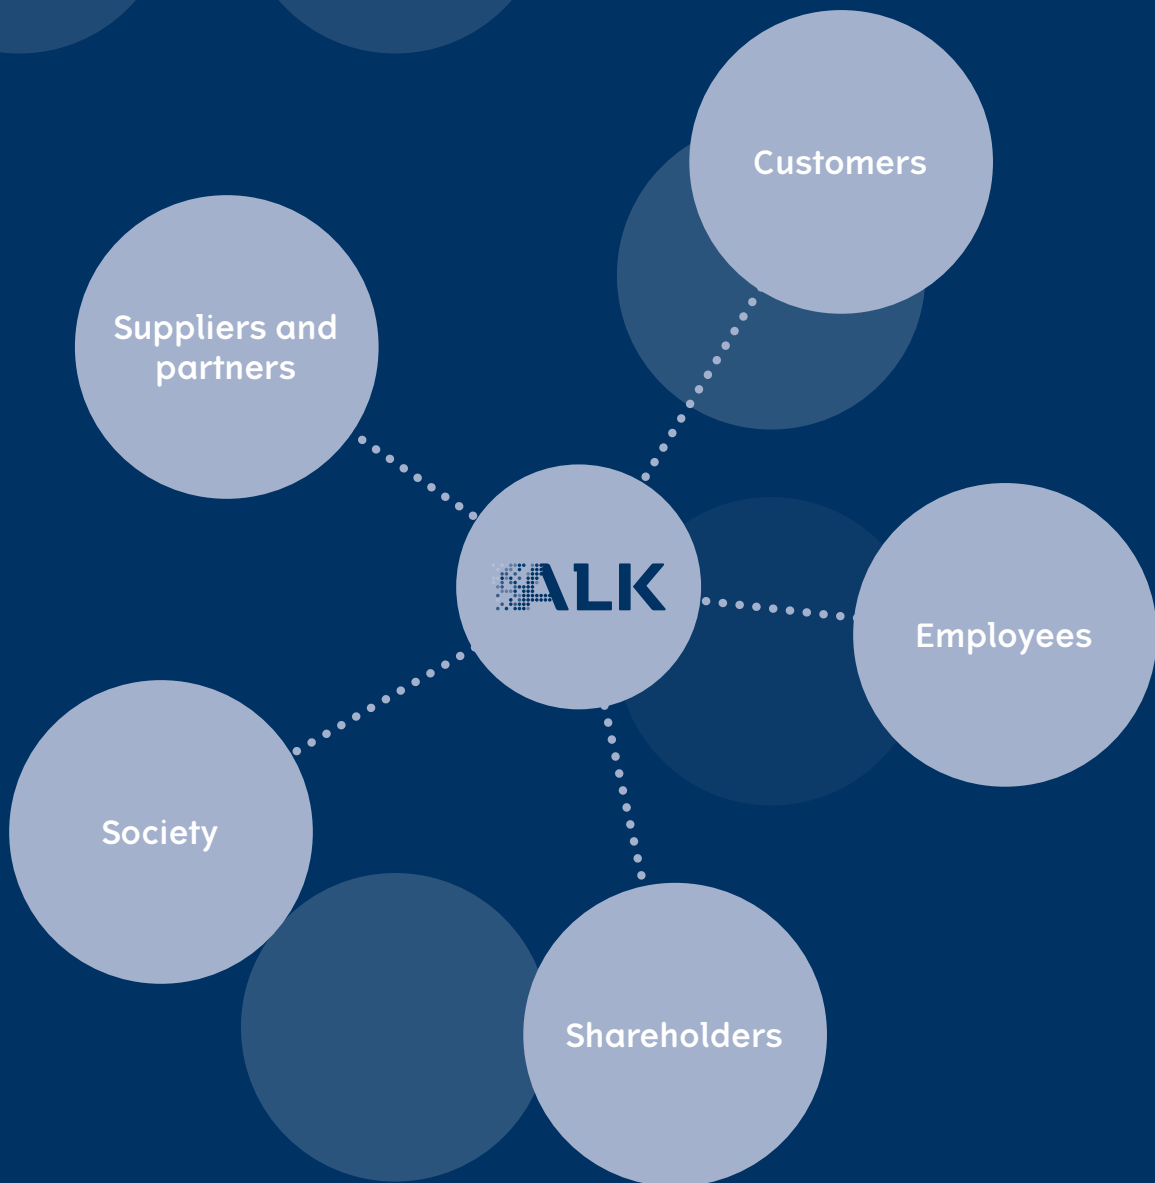 Customers
Suppliers and
partners
ALK
Employees
Society
Shareholders